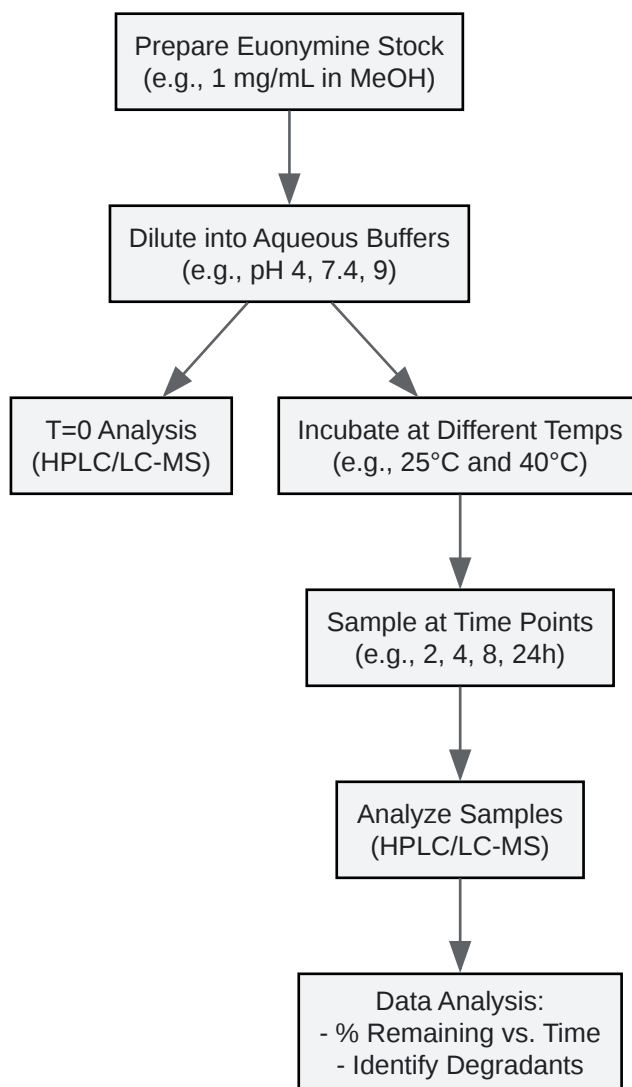 Prepare Euonymine Stock
(e.g., 1 mg/mL in MeOH)
Dilute into Aqueous Buffers
(e.g., pH 4, 7.4, 9)
T=0 Analysis
(HPLC/LC-MS)
Incubate at Different Temps
(e.g., 25°C and 40°C)
Sample at Time Points
(e.g., 2, 4, 8, 24h)
Analyze Samples
(HPLC/LC-MS)
Data Analysis:
- % Remaining vs. Time
- Identify Degradants